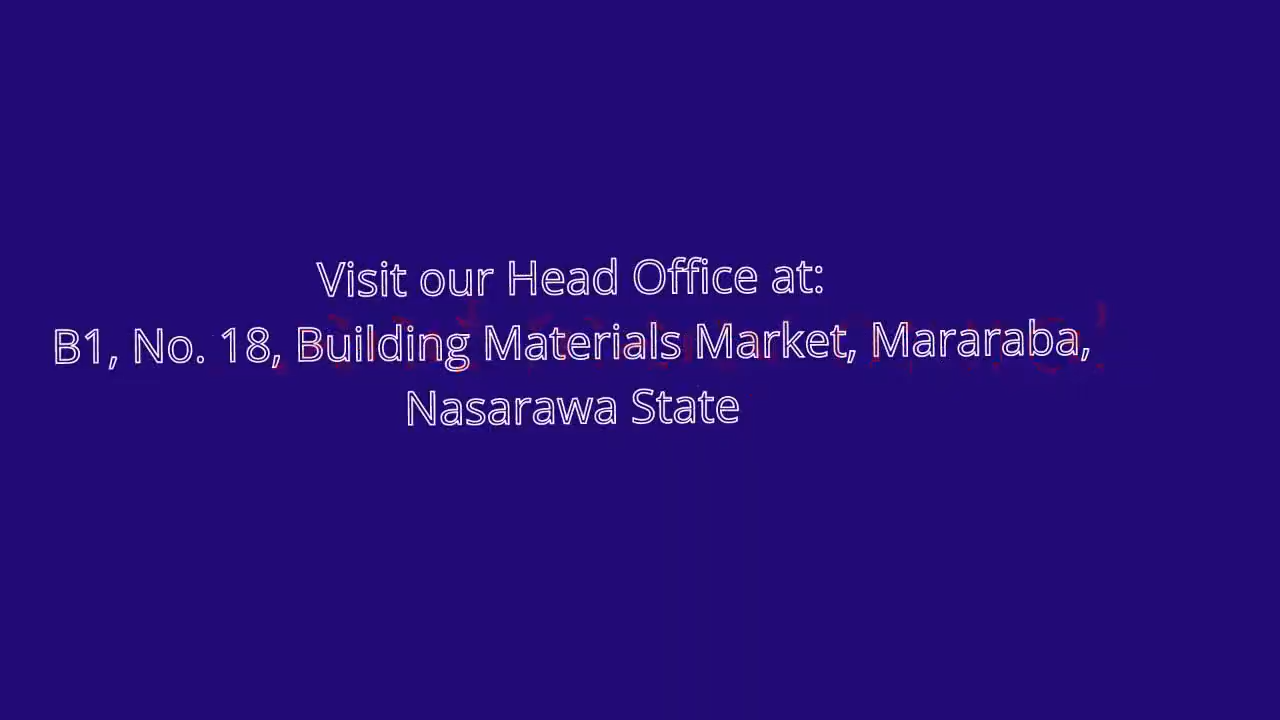 Visit our Head Office at:
B1, No. 18, Building Materials Market, Mararaba,
Nasarawa State